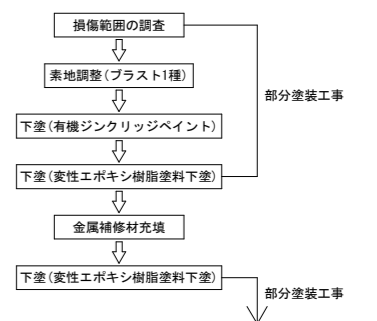 損傷範囲の調査
素地調整(ブラスト1種)
部分塗装工事
下塗(有機ジンクリッジペイント)
下塗(変性エポキシ樹脂塗料下塗)
金属補修材充填
下塗(変性エポキシ樹脂塗料下塗)
部分塗装工事